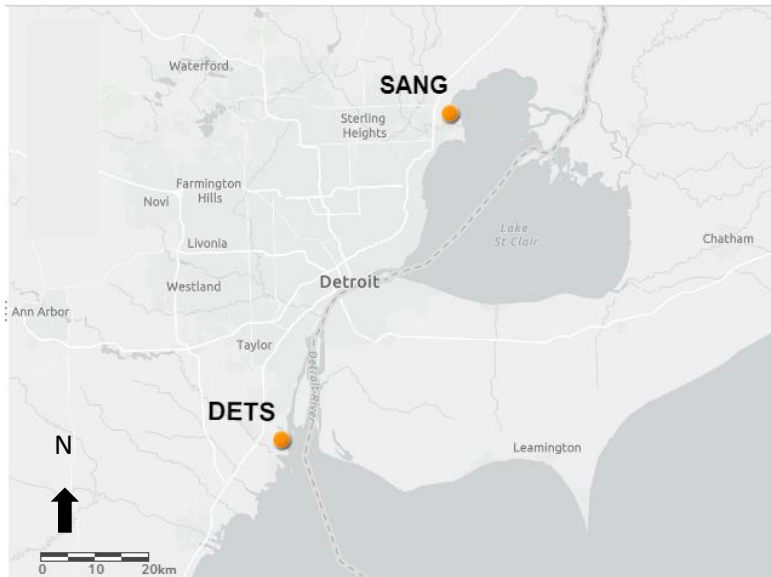 Waterford
SANG
Sterling
Heights
Farmington
Hills
Novi
Livonia
Lake
St Clair
Chatham
Westland
Detroit
Ann Arbor
Taylor
Detroit River
DETS
N
Leamington
0 10 20km